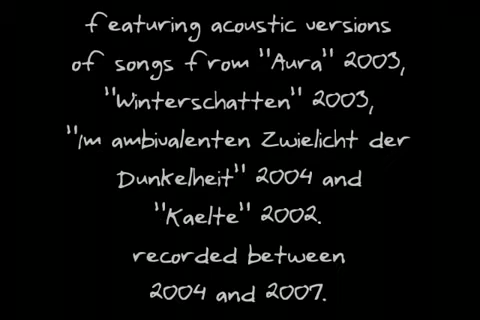 featuring acoustic versions
of songs from "Aura" 2003,
"Winterschatten" 2003,
"Im ambivalenten Zwielicht der
Dunkelheit" 2004 and
"Kaelte" 2002.
recorded between
2004 and 2007.